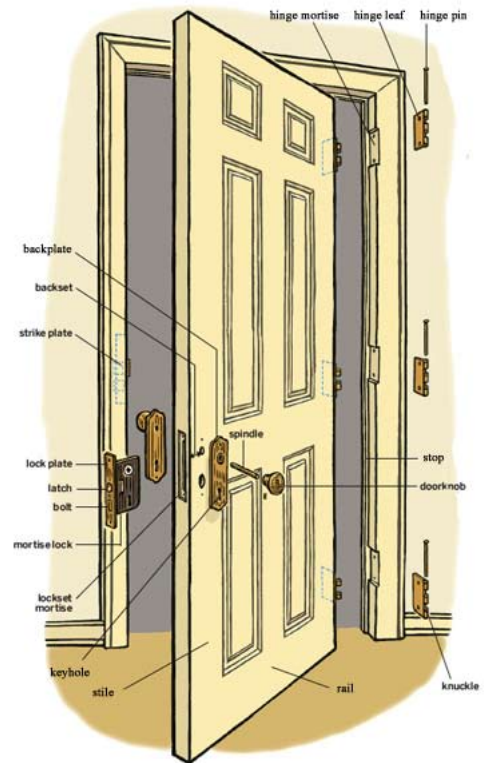 hinge mortise
hinge leaf
hinge pin
backplate
backset
strike plate
spindle
lock plate
stop
latch
doorknob
bolt
mortise lock
lockset
mortise
keyhole
stile
rail
knuckle